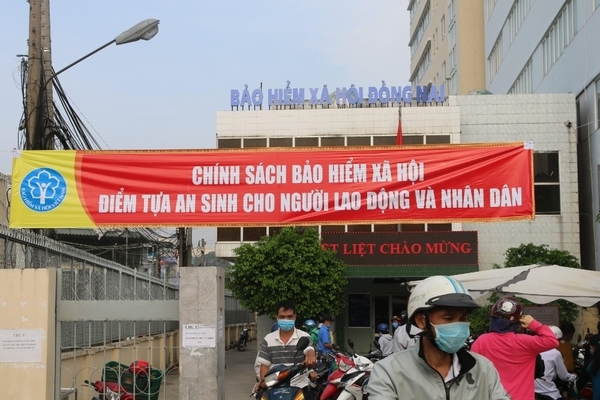 BẢO HIỂM XÃ HỘI ĐỒNG NAI
CHÍNH SÁCH BẢO HIỂM XÃ HỘI
ĐIỂM TỰA AN SINH CHO NGƯỜI LAO ĐỘNG VÀ NHÂN DÂN
LIỆT CHÀO MỪNG